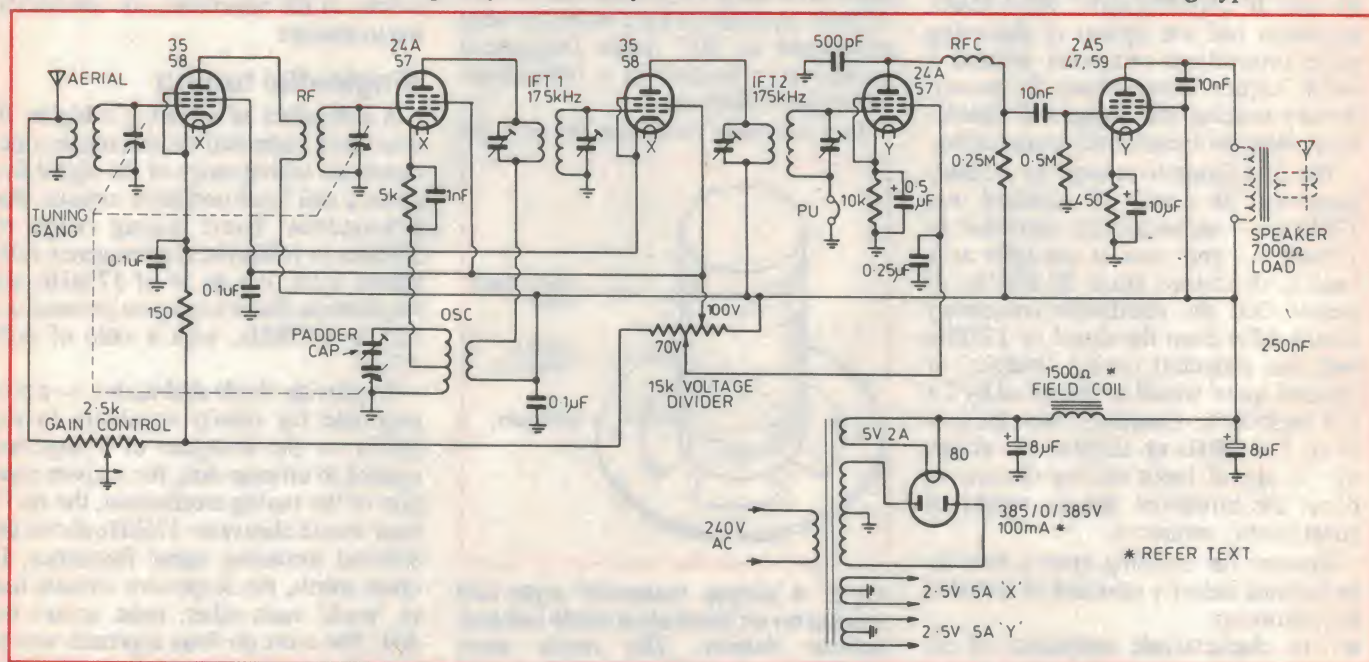 35
58
24A
57
35
58
24A
57
2A5
47, 59
AERIAL
RF
IFT 1
175kHz
IFT 2
175kHz
500pF
RFC
10nF
10nF
X
X
X
X
Y
TUNING
GANG
5k
1nF
PU
10k
0·5
µF
0·25M
0·5M
450
10µF
SPEAKER
7000Ω
LOAD
0·1uF
0·1uF
0·25µF
150
OSC
PADDER
CAP
100V
70V
15k VOLTAGE
DIVIDER
0·1µF
250nF
2·5k
GAIN CONTROL
1500Ω *
FIELD COIL
5V 2A
80
8µF
8µF
240V
AC
385/0/385V
100mA *
* REFER TEXT
2·5V 5A 'X'
2·5V 5A 'Y'